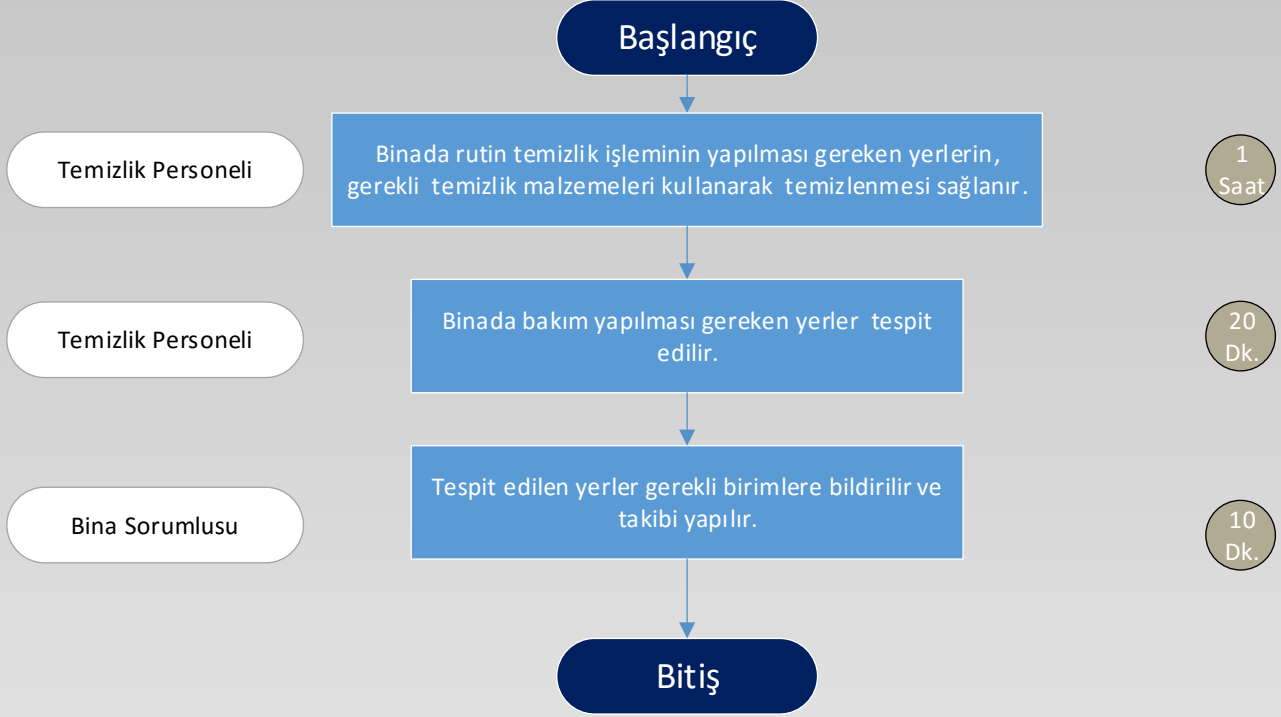 Başlangıç
Temizlik Personeli
Binada rutin temizlik işleminin yapılması gereken yerlerin,
gerekli temizlik malzemeleri kullanarak temizlenmesi sağlanır.
1
Saat
Temizlik Personeli
Binada bakım yapılması gereken yerler tespit
edilir.
20
Dk.
Bina Sorumlusu
Tespit edilen yerler gerekli birimlere bildirilir ve
takibi yapılır.
10
Dk.
Bitiş